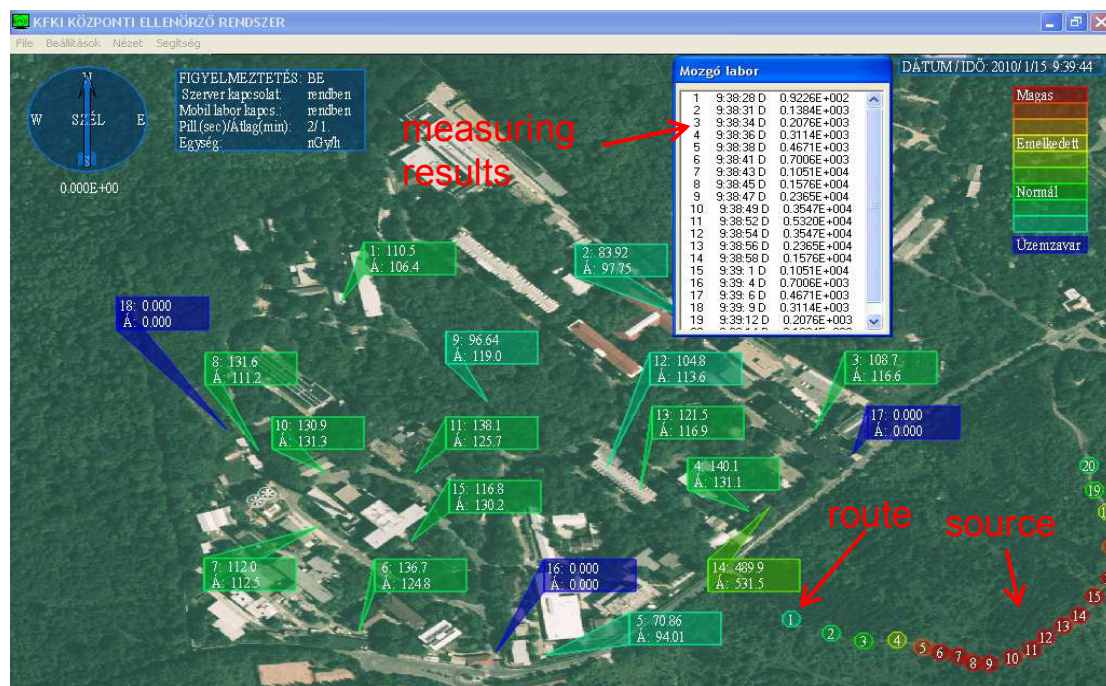 KFKI KÖZPONTI ELLENÖRZŐ RENDSZER
File Beállítások Nézet Segítség
N
W SZÉL E
S
0.000E+00
FIGYELMEZTETÉS: BE
Szerver kapcsolat: rendben
Mobil labor kapcs.: rendben
Pill.(sec)/Átlag(min): 2/ 1.
Egység: nGy/h
measuring
results
Mozgó labor
1 9:38:28 D 0.9226E+002
2 9:38:31 D 0.1384E+003
3 9:38:34 D 0.2076E+003
4 9:38:36 D 0.3114E+003
5 9:38:38 D 0.4671E+003
6 9:38:41 D 0.7006E+003
7 9:38:43 D 0.1051E+004
8 9:38:45 D 0.1576E+004
9 9:38:47 D 0.2365E+004
10 9:38:49 D 0.3547E+004
11 9:38:52 D 0.5320E+004
12 9:38:54 D 0.3547E+004
13 9:38:56 D 0.2365E+004
14 9:38:58 D 0.1576E+004
15 9:39: 1 D 0.1051E+004
16 9:39: 4 D 0.7006E+003
17 9:39: 6 D 0.4671E+003
18 9:39: 9 D 0.3114E+003
19 9:39:12 D 0.2076E+003
DÁTUM/IDŐ: 2010/ 1/15 9:39:44
Magas
Emelkedett
Normál
Üzemzavar
1: 110.5
Á: 106.4
2: 83.92
Á: 97.75
18: 0.000
Á: 0.000
9: 96.64
Á: 119.0
8: 131.6
Á: 111.2
12: 104.8
Á: 113.6
3: 108.7
Á: 116.6
10: 130.9
Á: 131.3
11: 138.1
Á: 125.7
13: 121.5
Á: 116.9
17: 0.000
Á: 0.000
4: 140.1
Á: 131.1
15: 116.8
Á: 130.2
7: 112.0
Á: 112.5
6: 136.7
Á: 124.8
16: 0.000
Á: 0.000
14: 489.9
Á: 531.5
5: 70.86
Á: 94.01
route
source
20
19
15
14
13
12
11
10
9
8
7
6
5
4
3
2
1